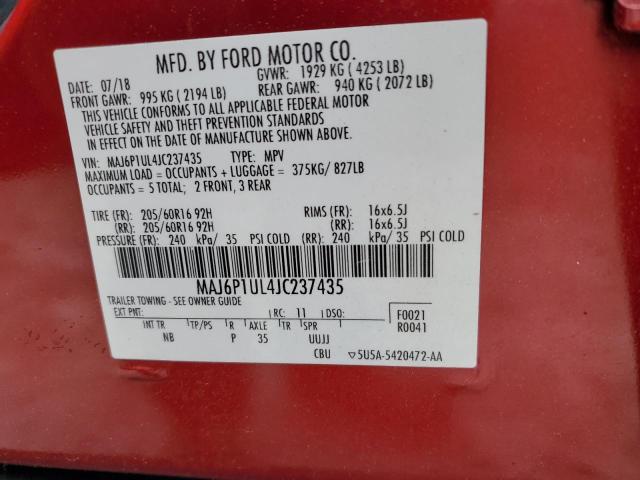 MFD. BY FORD MOTOR CO.
DATE: 07/18 GVWR: 1929 KG ( 4253 LB)
FRONT GAWR: 995 KG ( 2194 LB) REAR GAWR: 940 KG ( 2072 LB)
THIS VEHICLE CONFORMS TO ALL APPLICABLE FEDERAL MOTOR
VEHICLE SAFETY AND THEFT PREVENTION STANDARDS
IN EFFECT ON THE DATE OF MANUFACTURE SHOWN ABOVE.
VIN: MAJ6P1UL4JC237435 TYPE: MPV
MAXIMUM LOAD = OCCUPANTS + LUGGAGE = 375KG/ 827LB
OCCUPANTS = 5 TOTAL; 2 FRONT, 3 REAR
TIRE (FR): 205/60R16 92H RIMS (FR): 16x6.5J
(RR): 205/60R16 92H (RR): 16x6.5J
PRESSURE (FR): 240 kPa/ 35 PSI COLD (RR): 240 kPa/ 35 PSI COLD
MAJ6P1UL4JC237435
TRAILER TOWING - SEE OWNER GUIDE
EXT PNT: RC: 11 DSO: F0021
INT TR TP/PS R AXLE TR SPR R0041
NB P 35 UUJJ
CBU 5U5A-5420472-AA